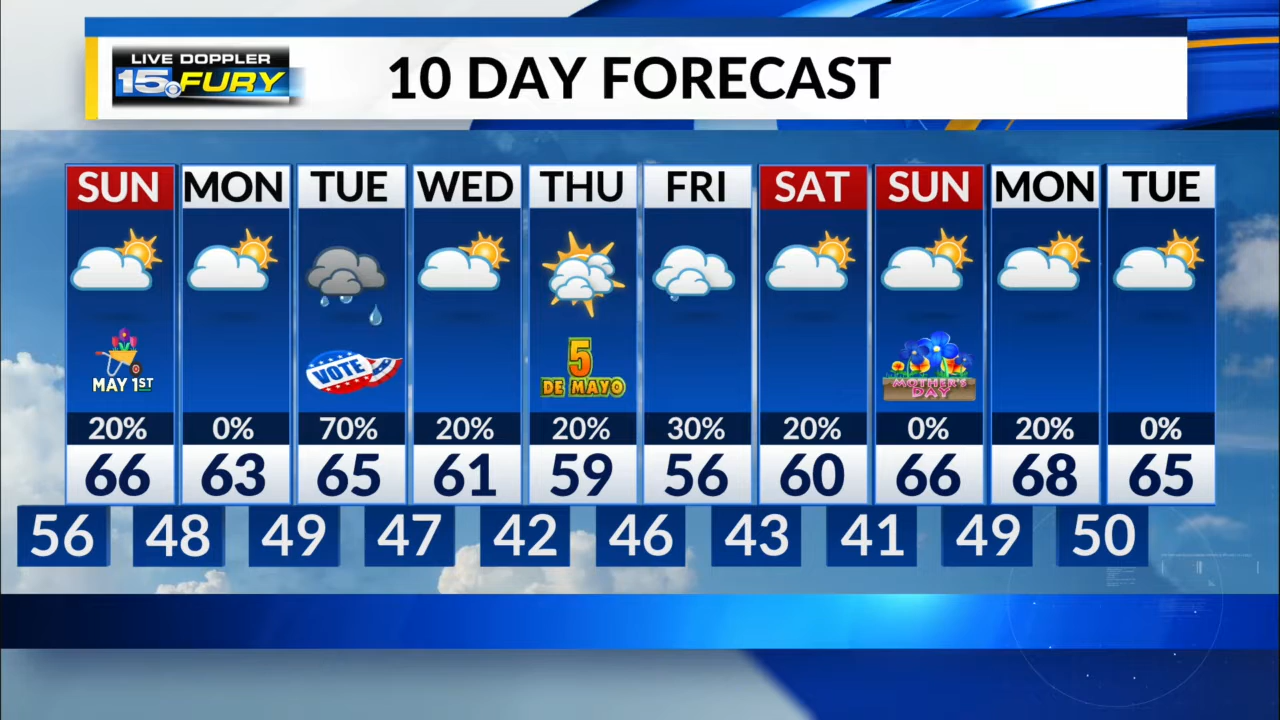 LIVE DOPPLER
15 FURY
10 DAY FORECAST
SUN MON TUE WED THU FRI SAT SUN MON TUE
MAY 1ST
VOTE
5
DE MAYO
MOTHER'S
DAY
20% 0% 70% 20% 20% 30% 20% 0% 20% 0%
66 63 65 61 59 56 60 66 68 65
56 48 49 47 42 46 43 41 49 50